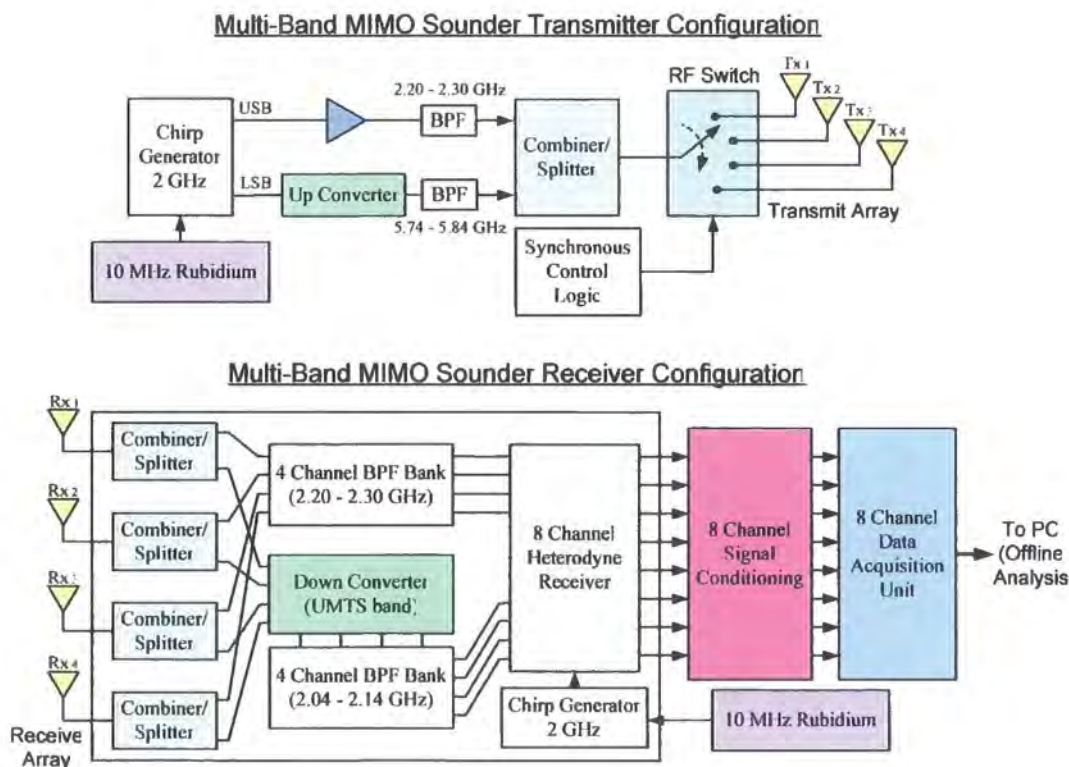 Multi-Band MIMO Sounder Transmitter Configuration
Tx 1
Tx 2
Tx 3
Tx 4
RF Switch
2.20 - 2.30 GHz
USB
BPF
Chirp
Generator
2 GHz
Combiner/
Splitter
LSB
Up Converter
BPF
5.74 - 5.84 GHz
Transmit Array
10 MHz Rubidium
Synchronous
Control
Logic
Multi-Band MIMO Sounder Receiver Configuration
Rx 1
Combiner/
Splitter
Rx 2
Combiner/
Splitter
Rx 3
Combiner/
Splitter
Rx 4
Combiner/
Splitter
Receive
Array
4 Channel BPF Bank
(2.20 - 2.30 GHz)
Down Converter
(UMTS band)
4 Channel BPF Bank
(2.04 - 2.14 GHz)
8 Channel
Heterodyne
Receiver
Chirp Generator
2 GHz
8 Channel
Signal
Conditioning
8 Channel
Data
Acquisition
Unit
To PC
(Offline
Analysis
10 MHz Rubidium